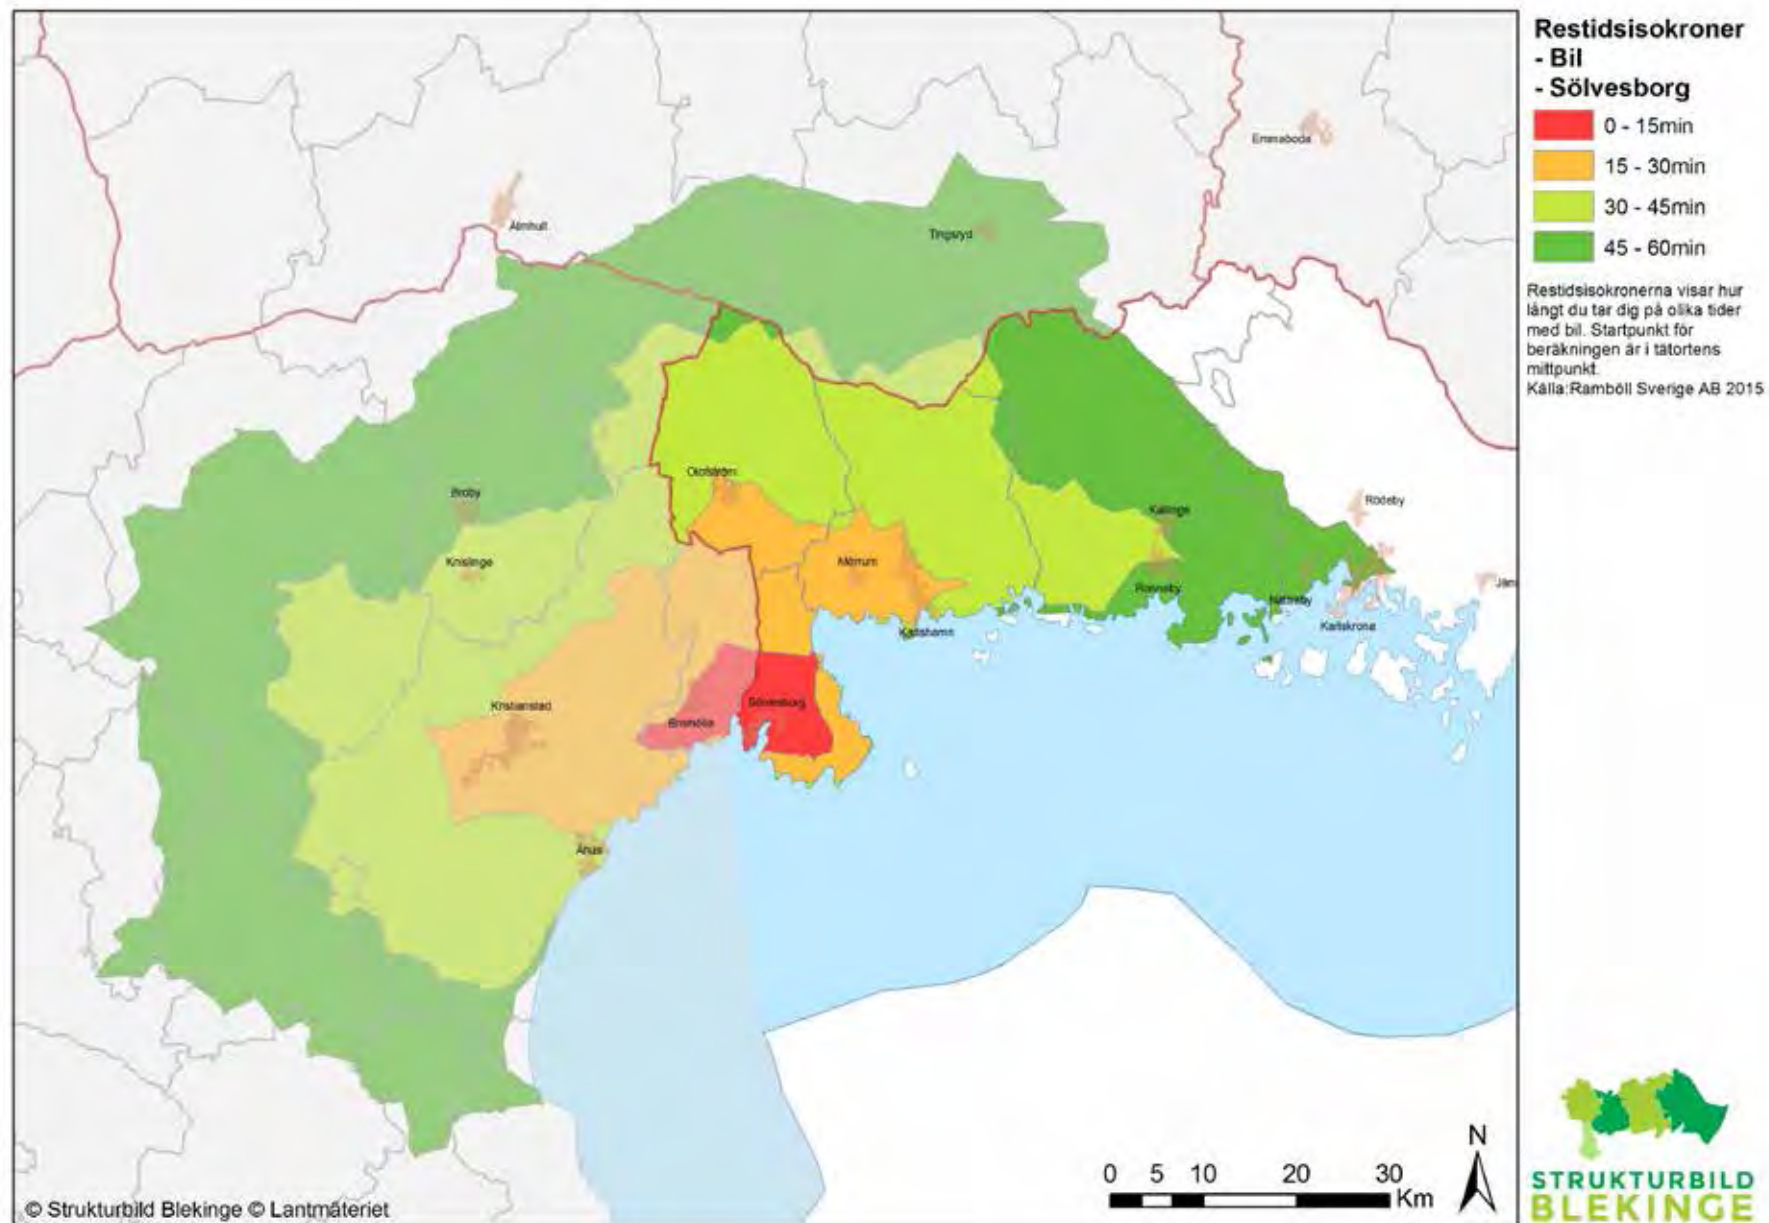 Restidsisokroner
- Bil
- Sölvesborg
0 - 15min
15 - 30min
30 - 45min
45 - 60min
Restidsisokronerna visar hur
långt du tar dig på olika tider
med bil. Startpunkt för
beräkningen är i tätortens
mittpunkt.
Källa:Ramböll Sverige AB 2015
Emmaboda
Älmhult
Tingsryd
Olofström
Broby
Rödeby
Kallinge
Knislinge
Mörrum
Jäm
Ronneby
Nättraby
Karlshamn
Karlskrona
Kristianstad
Sölvesborg
Bromölla
Åhus
N
0 5 10 20 30
Km
© Strukturbild Blekinge © Lantmäteriet
STRUKTURBILD
BLEKINGE